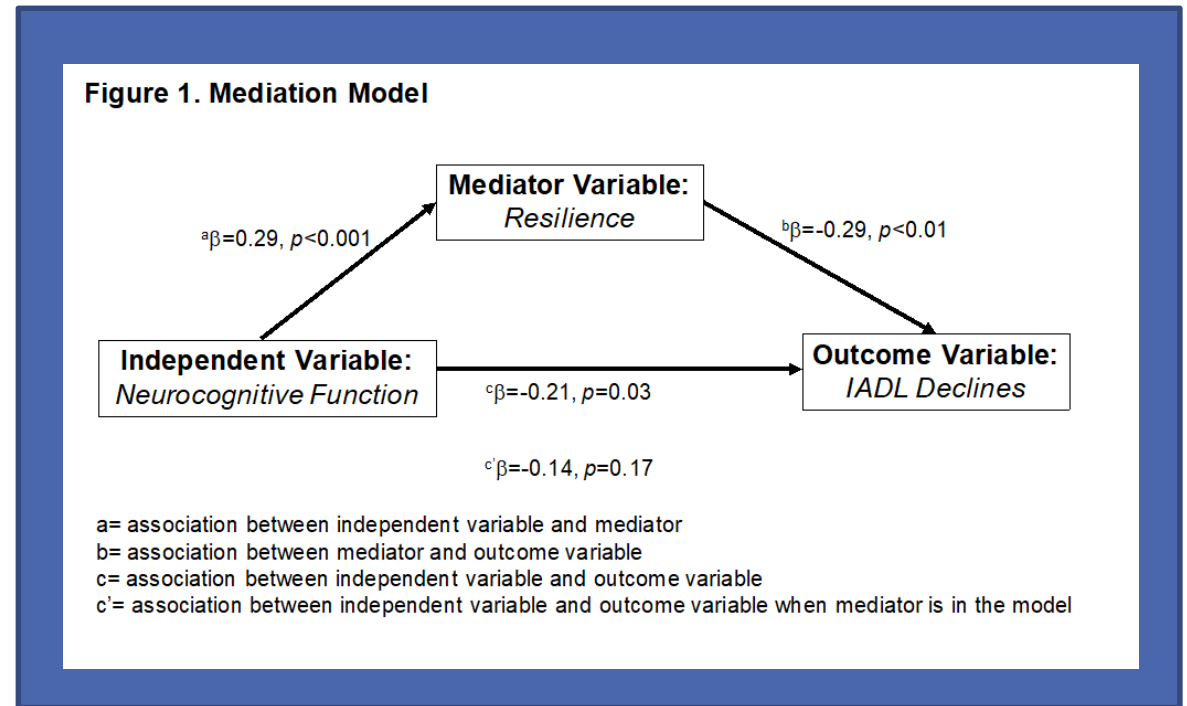 Figure 1. Mediation Model
Mediator Variable:
Resilience
ᵃβ=0.29, p<0.001
ᵇβ=-0.29, p<0.01
Independent Variable:
Neurocognitive Function
Outcome Variable:
IADL Declines
ᶜβ=-0.21, p=0.03
ᶜ'β=-0.14, p=0.17
a= association between independent variable and mediator
b= association between mediator and outcome variable
c= association between independent variable and outcome variable
c’= association between independent variable and outcome variable when mediator is in the model